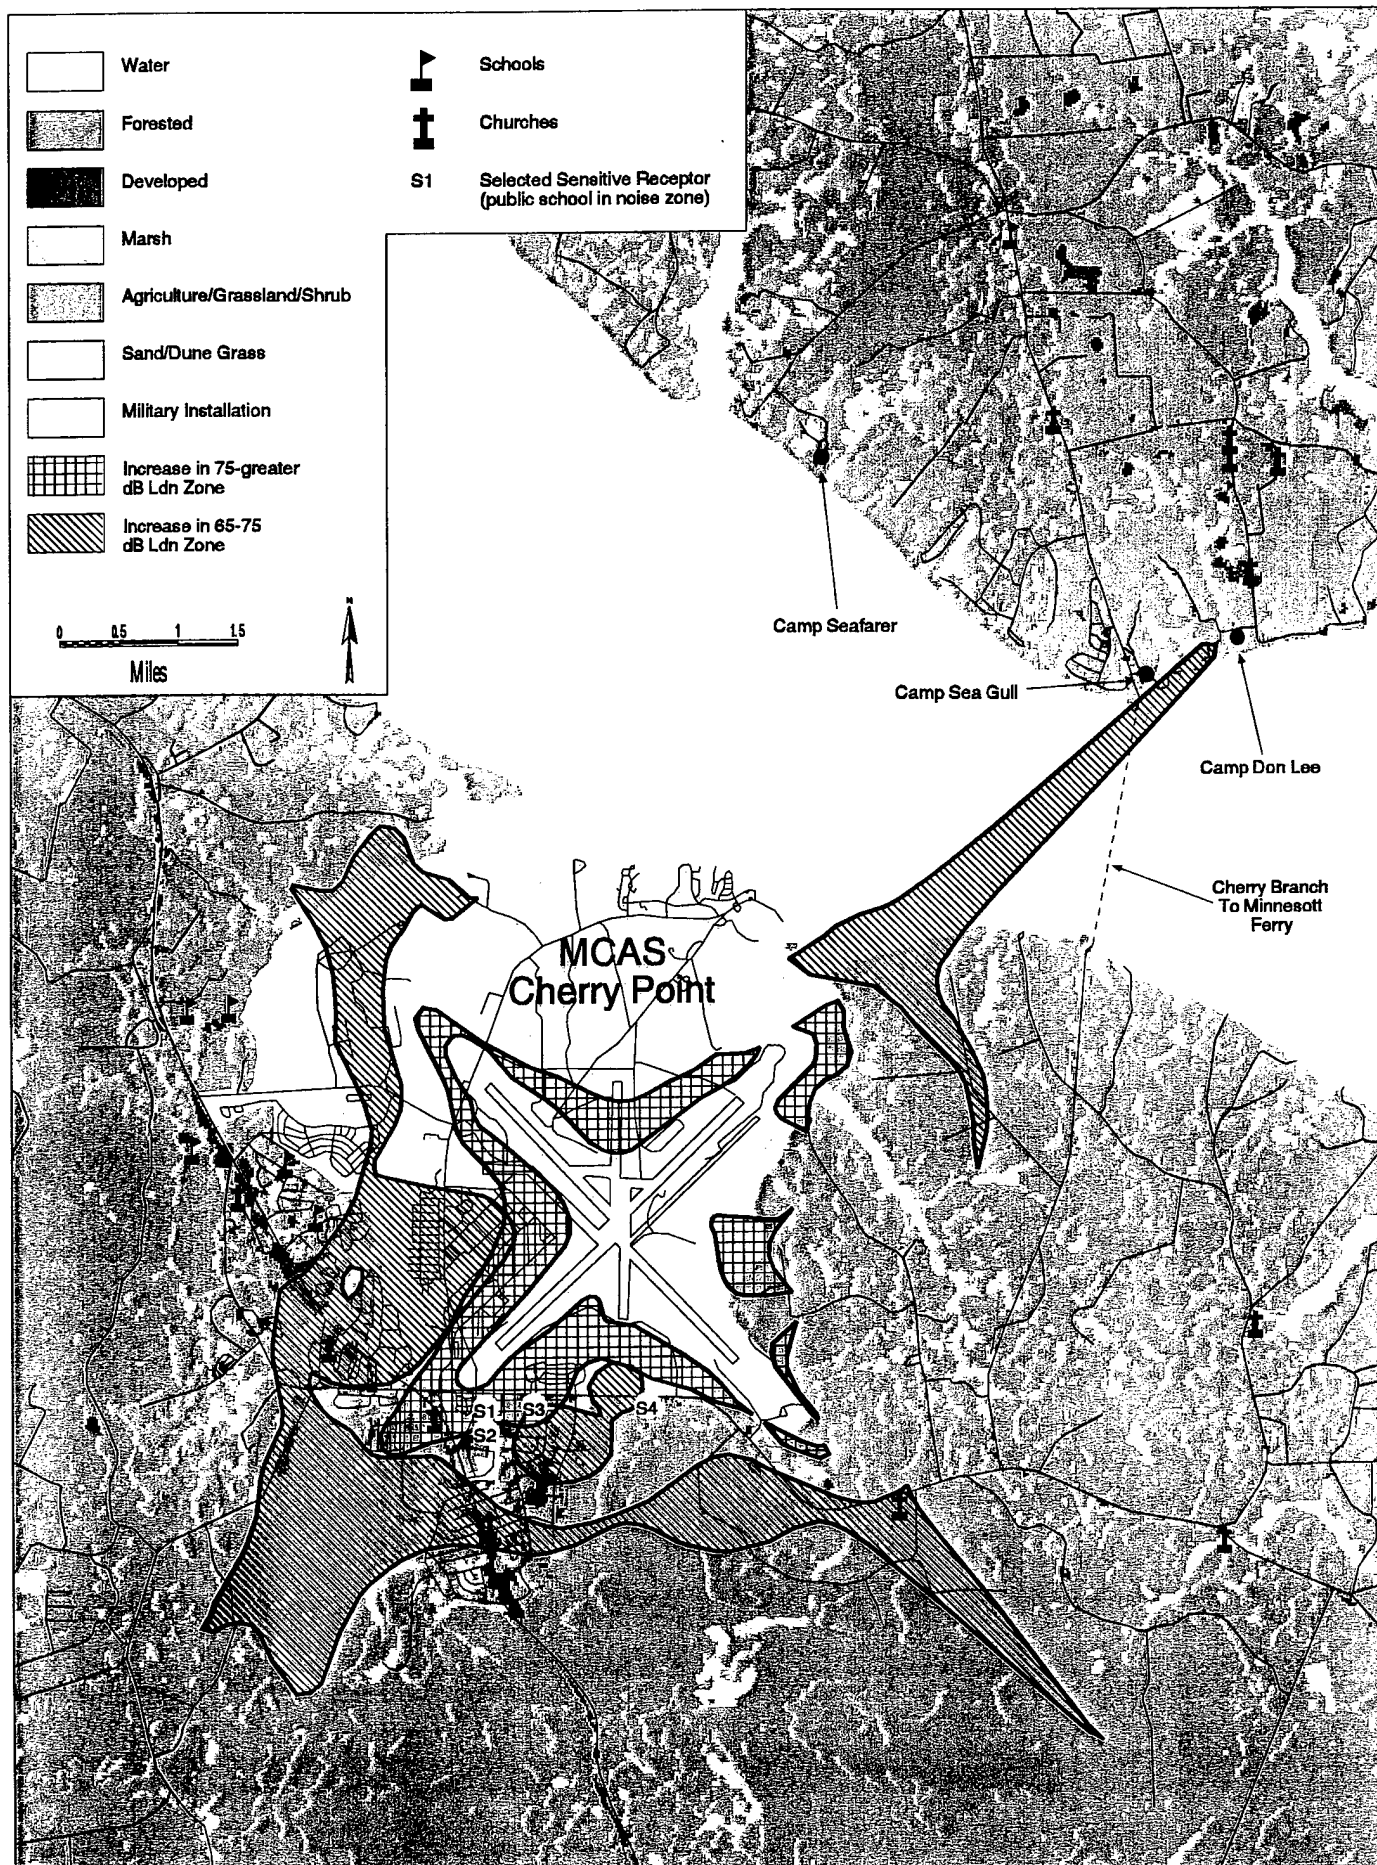 Water
Forested
Developed
Marsh
Agriculture/Grassland/Shrub
Sand/Dune Grass
Military Installation
Increase in 75-greater
dB Ldn Zone
Increase in 65-75
dB Ldn Zone
Schools
Churches
S1
Selected Sensitive Receptor
(public school in noise zone)
0 0.5 1 1.5
Miles
N
Camp Seafarer
Camp Sea Gull
Camp Don Lee
Cherry Branch
To Minnesott
Ferry
MCAS
Cherry Point
S1
S3
S4
S2